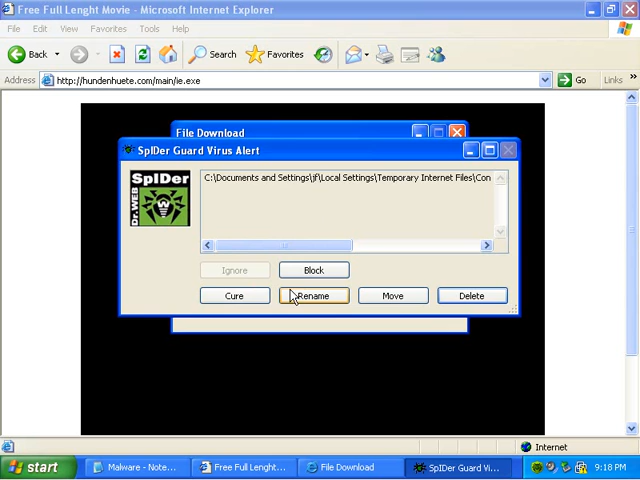 Free Full Lenght Movie - Microsoft Internet Explorer
File Edit View Favorites Tools Help
Back Search Favorites
Address http://hundenhuete.com/main/ie.exe Go Links »
File Download
SpIDer Guard Virus Alert
Dr.WEB
SpIDer
C:\Documents and Settings\jf\Local Settings\Temporary Internet Files\Con
Ignore Block
Cure Rename Move Delete
Internet
start Malware - Note... Free Full Lenght M... File Download SpIDer Guard Vi... 9:18 PM